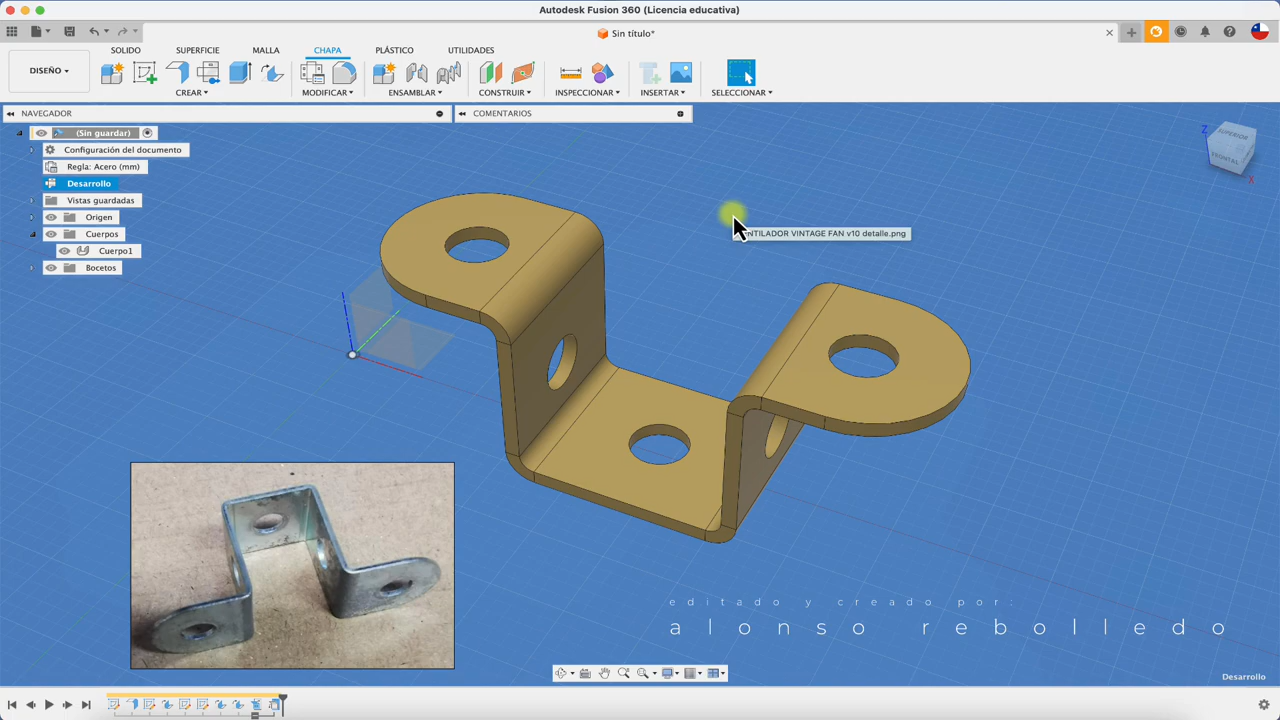 Autodesk Fusion 360 (Licencia educativa)
Sin título*
SOLIDO
SUPERFICIE
MALLA
CHAPA
PLÁSTICO
UTILIDADES
DISEÑO
CREAR
MODIFICAR
ENSAMBLAR
CONSTRUIR
INSPECCIONAR
INSERTAR
SELECCIONAR
NAVEGADOR
COMENTARIOS
(Sin guardar)
Configuración del documento
Regla: Acero (mm)
Desarrollo
Vistas guardadas
Origen
Cuerpos
Cuerpo1
Bocetos
Z
SUPERIOR
FRONTAL
X
NTILADOR VINTAGE FAN v10 detalle.png
editado y creado por:
alonso rebolledo
Desarrollo